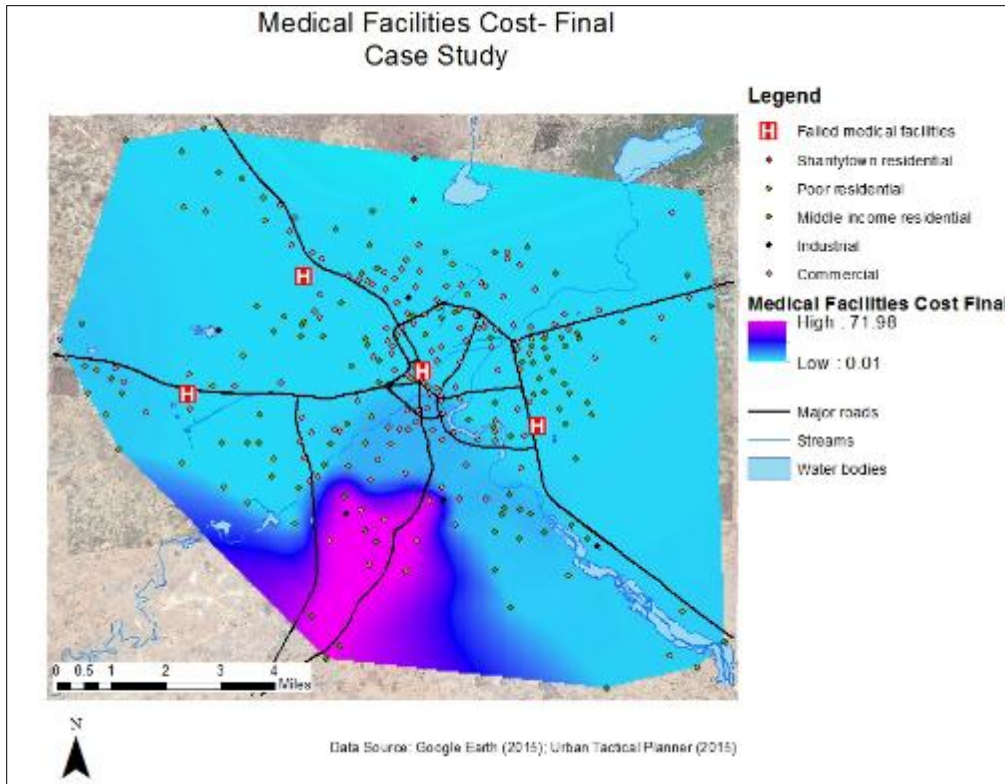 Medical Facilities Cost- Final
Case Study
Legend
H Failed medical facilities
Shantytown residential
Poor residential
Middle income residential
Industrial
Commercial
Medical Facilities Cost Final
High : 71.98
Low : 0.01
Major roads
Streams
Water bodies
H
H
H
H
0 0.5 1 2 3 4
Miles
N
Data Source: Google Earth (2015); Urban Tactical Planner (2015)